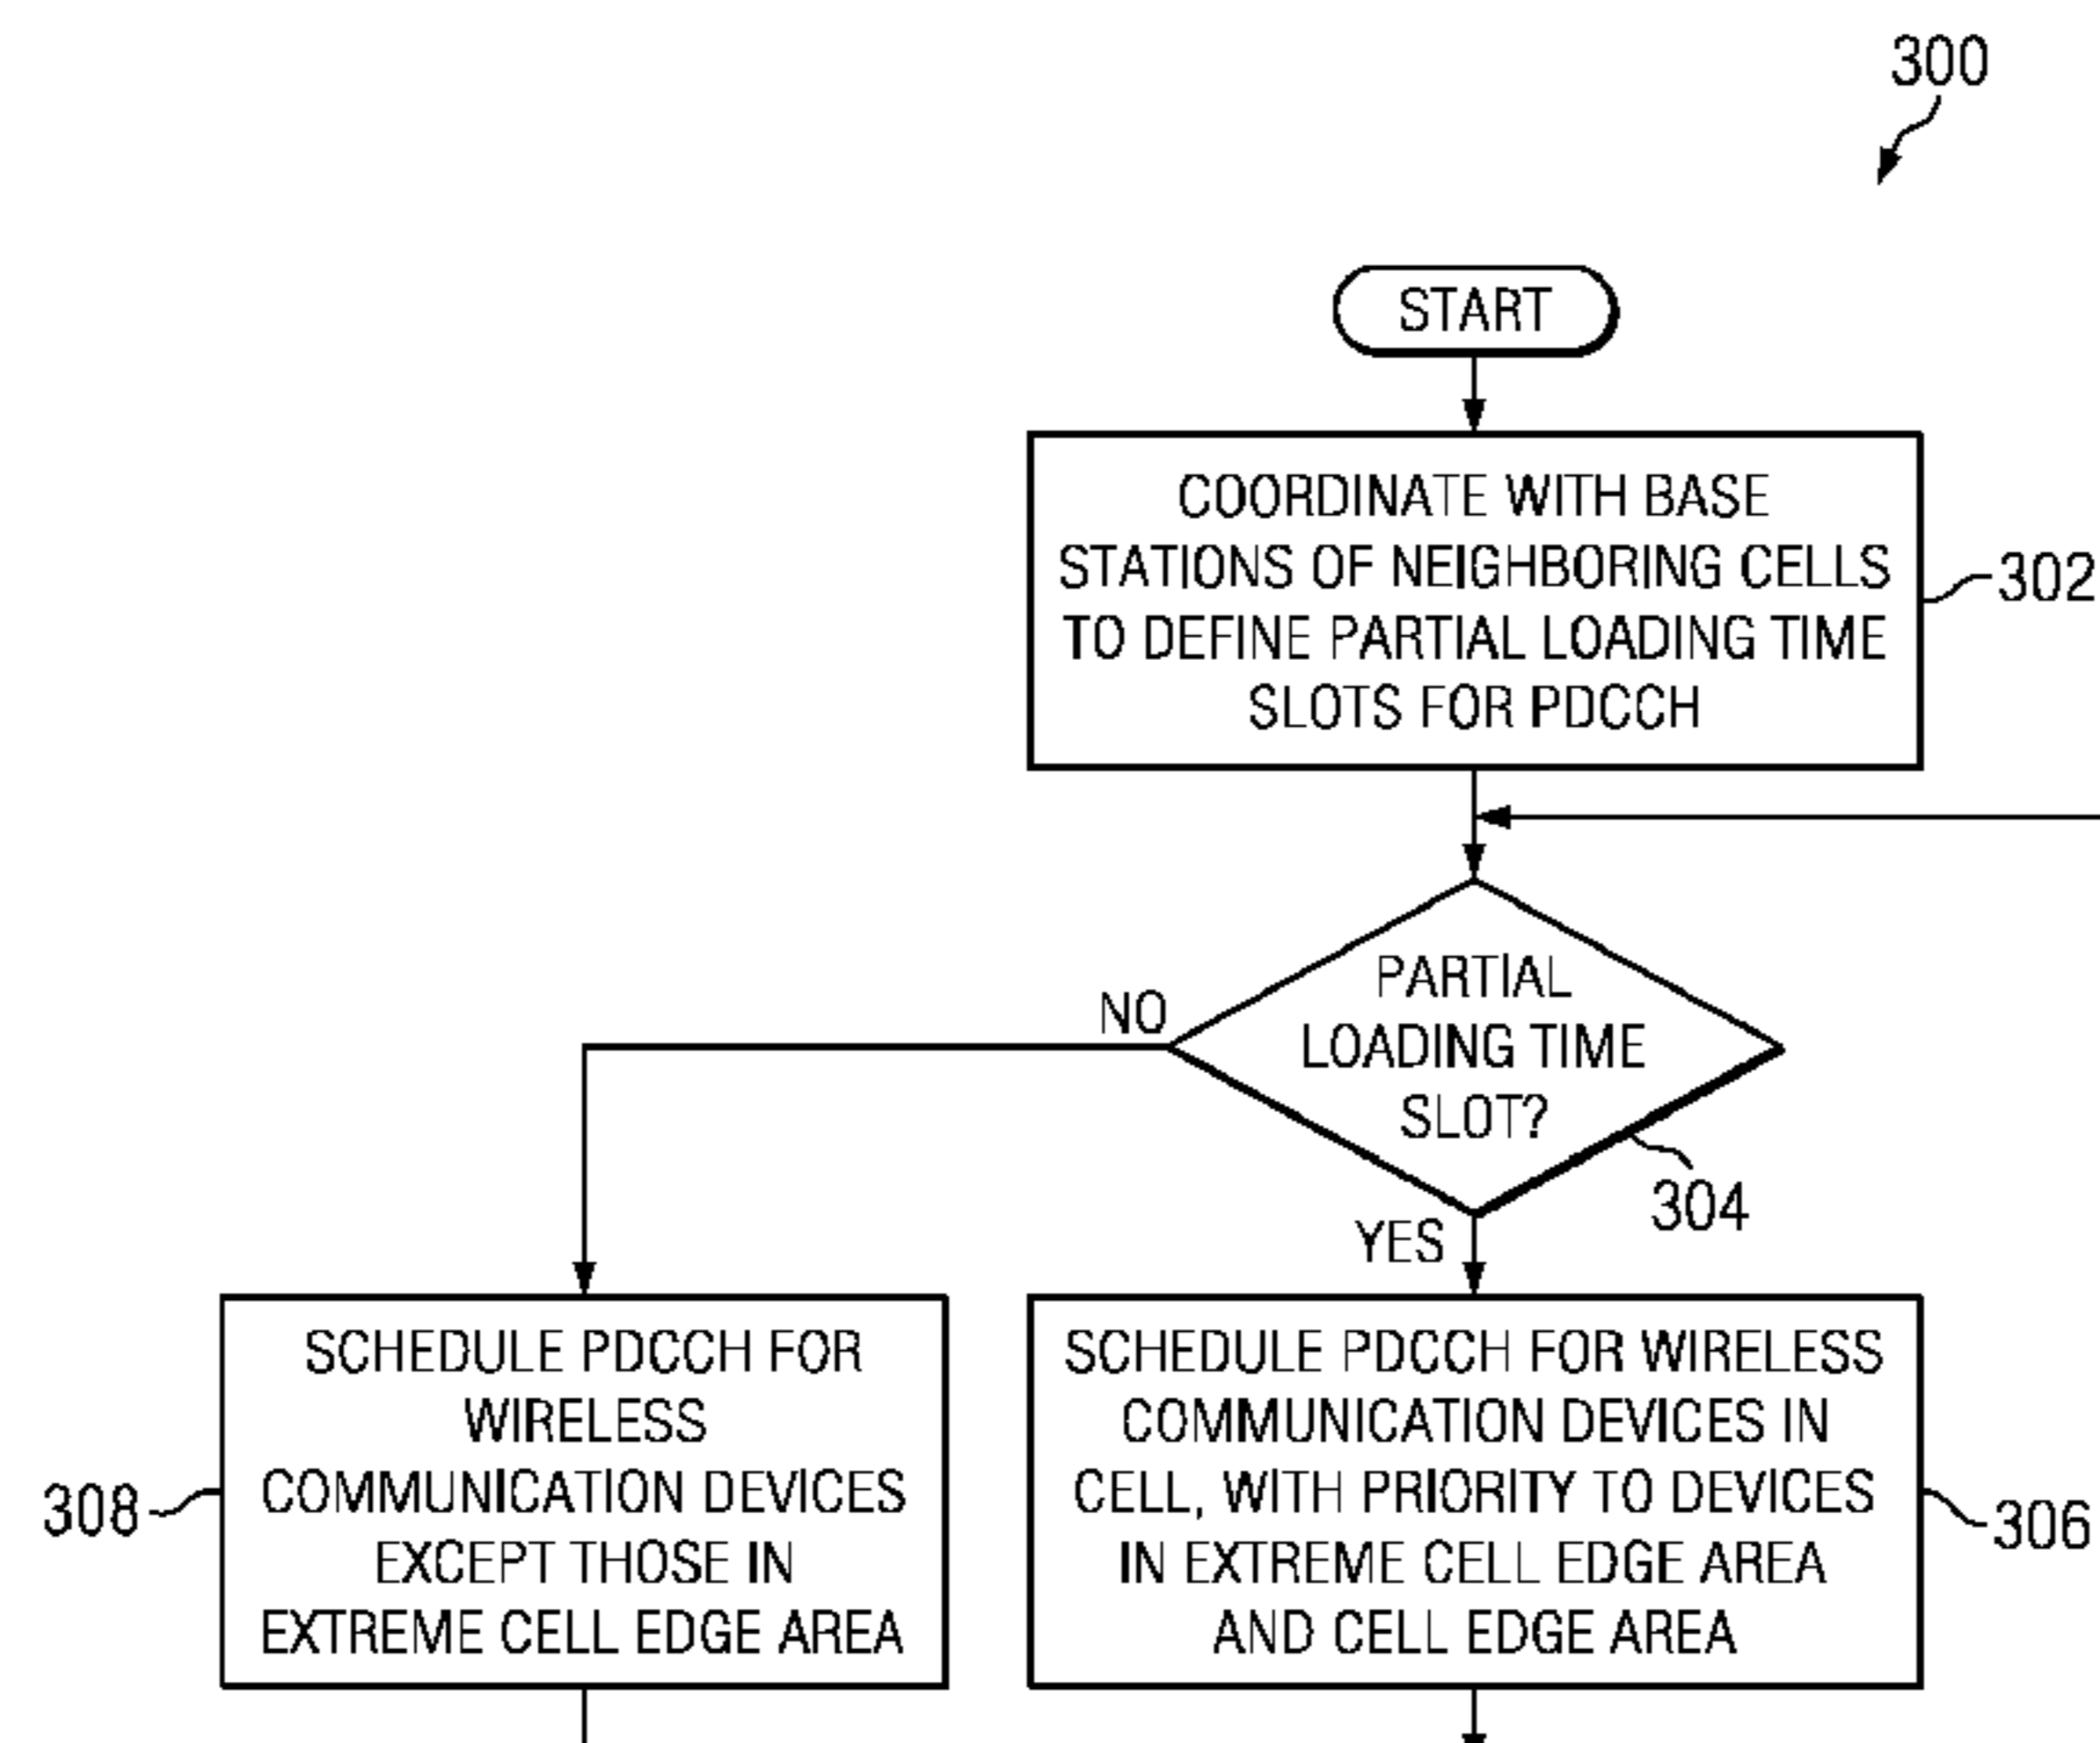 300
START
COORDINATE WITH BASE
STATIONS OF NEIGHBORING CELLS
TO DEFINE PARTIAL LOADING TIME
SLOTS FOR PDCCH
302
PARTIAL
LOADING TIME
SLOT?
NO
304
YES
SCHEDULE PDCCH FOR
WIRELESS
COMMUNICATION DEVICES
EXCEPT THOSE IN
EXTREME CELL EDGE AREA
308
SCHEDULE PDCCH FOR WIRELESS
COMMUNICATION DEVICES IN
CELL, WITH PRIORITY TO DEVICES
IN EXTREME CELL EDGE AREA
AND CELL EDGE AREA
306